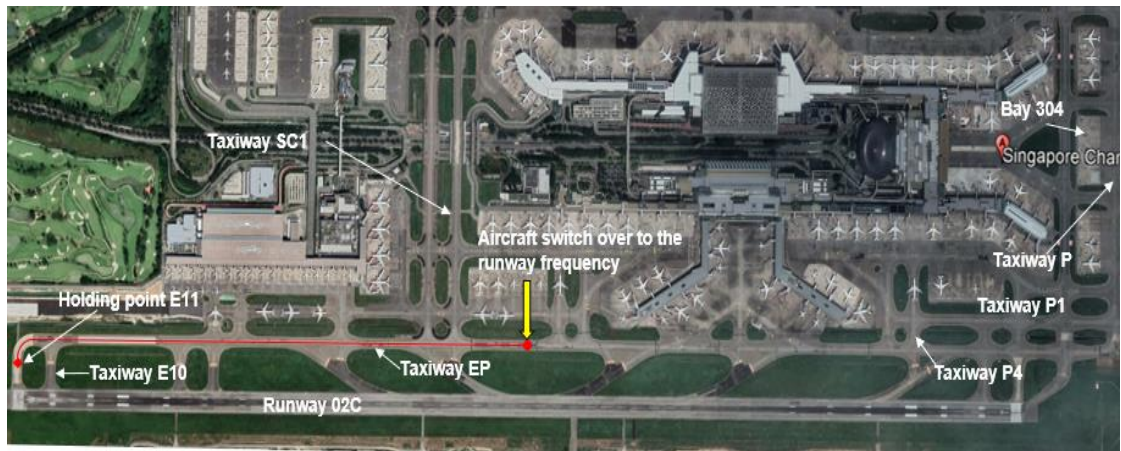 Bay 304
Taxiway SC1
Singapore Chan
Aircraft switch over to the
runway frequency
Taxiway P
Holding point E11
Taxiway P1
Taxiway E10
Taxiway EP
Taxiway P4
Runway 02C